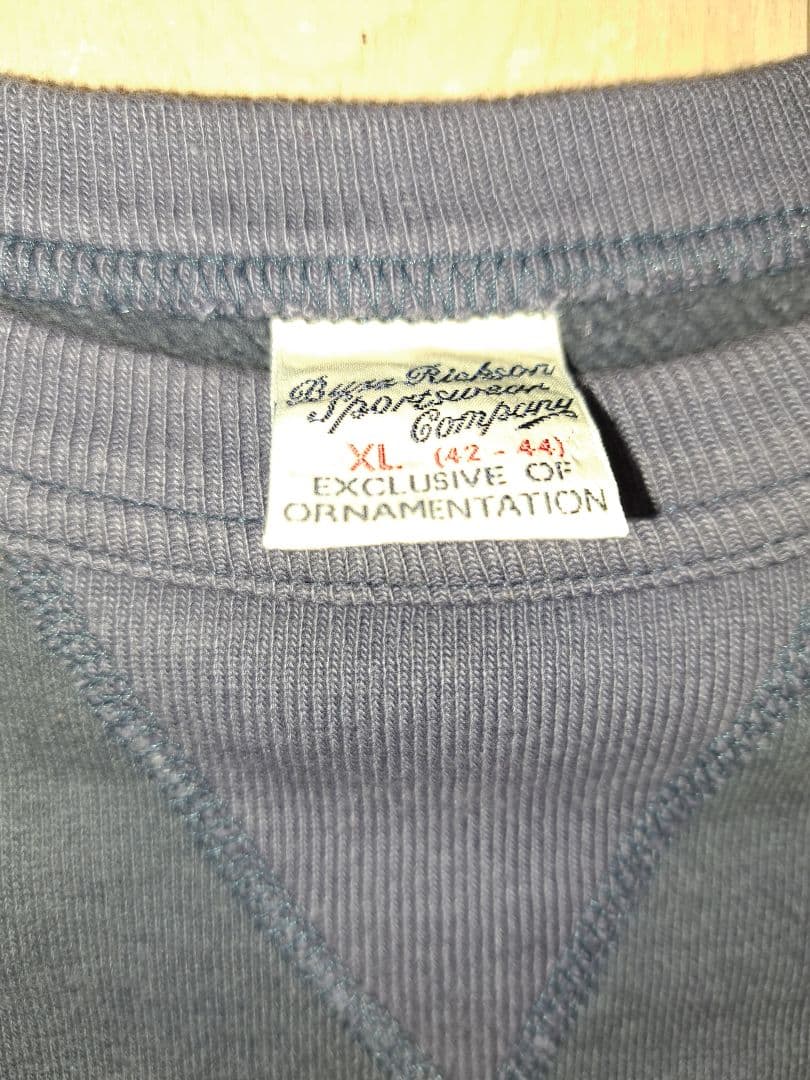 Buzz Rickson
Sportswear
Company
XL (42 - 44)
EXCLUSIVE OF
ORNAMENTATION